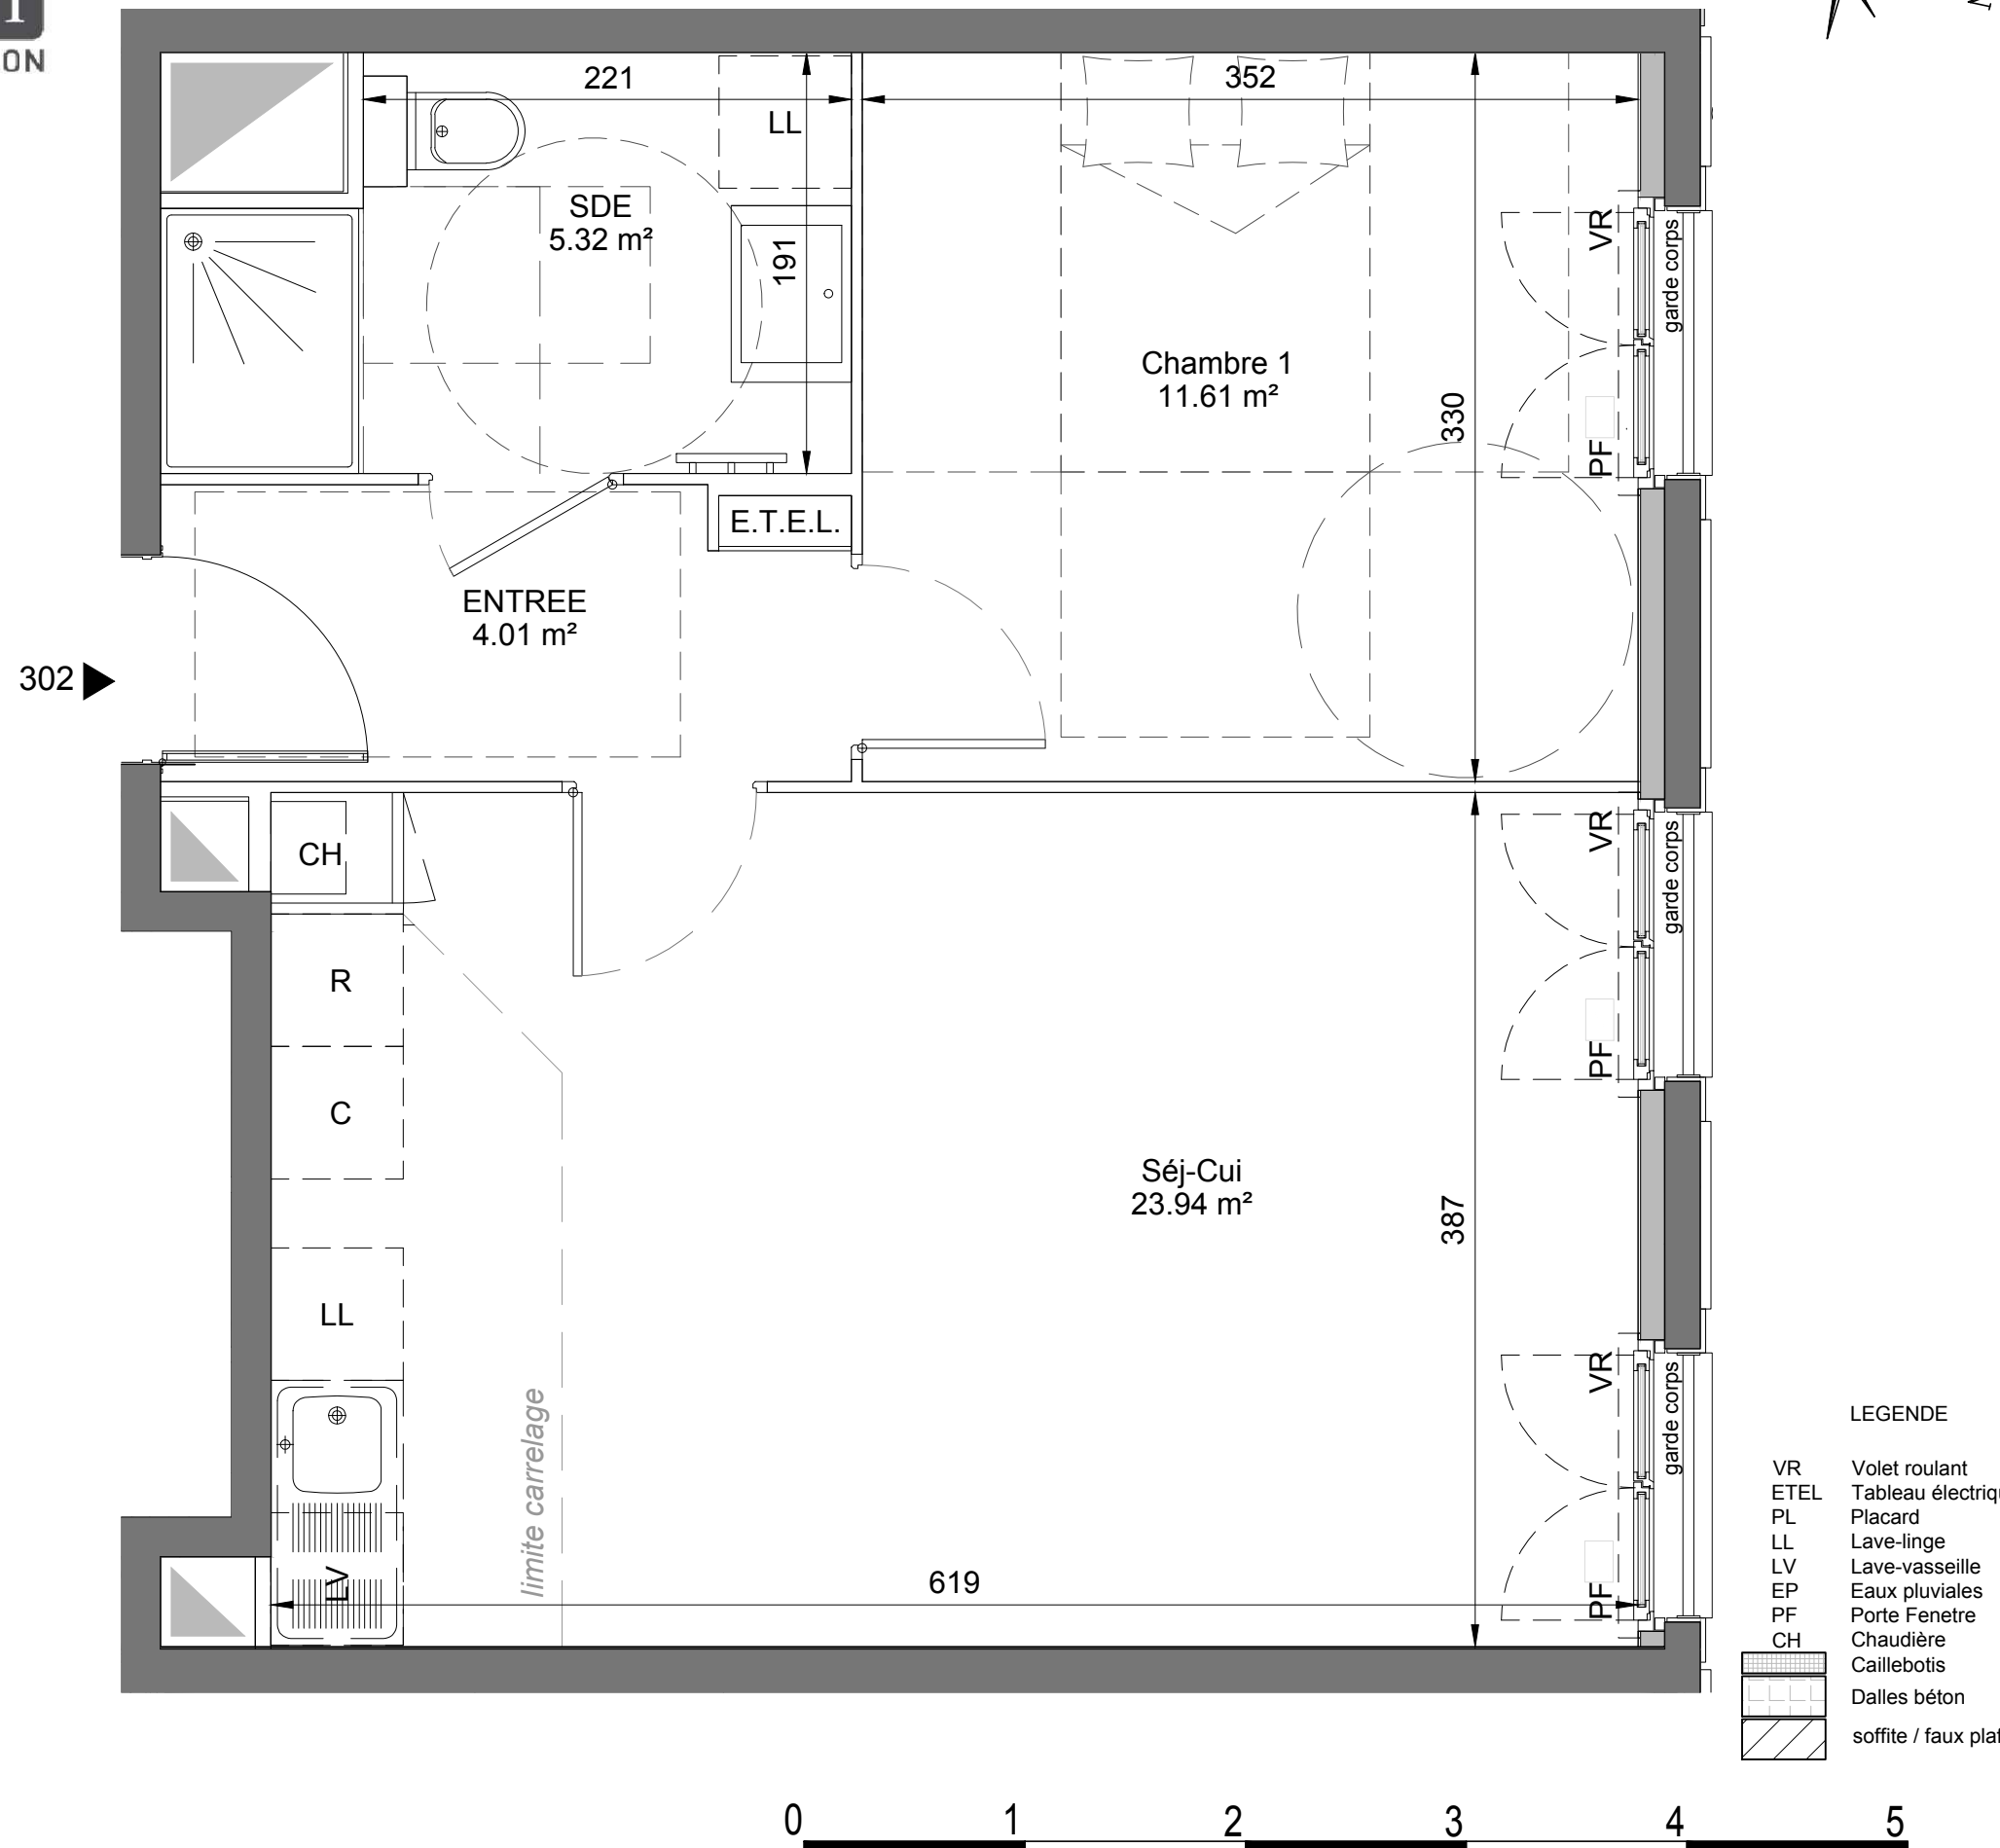 ON
221
352
LL
SDE
5.32 m²
191
VR
garde corps
Chambre 1
11.61 m²
330
PF
E.T.E.L.
ENTREE
4.01 m²
302
CH
VR
garde corps
R
PF
C
Séj-Cui
23.94 m²
387
LL
VR
garde corps
limite carrelage
LV
619
PF
LEGENDE
VR Volet roulant
ETEL Tableau
PL Placard
LL Lave-linge
LV Lave-vasseille
EP Eaux pluviales
PF Porte Fenetre
CH Chaudière
Caillebotis
Dalles béton
soffite / faux
0 1 2 3 4 5